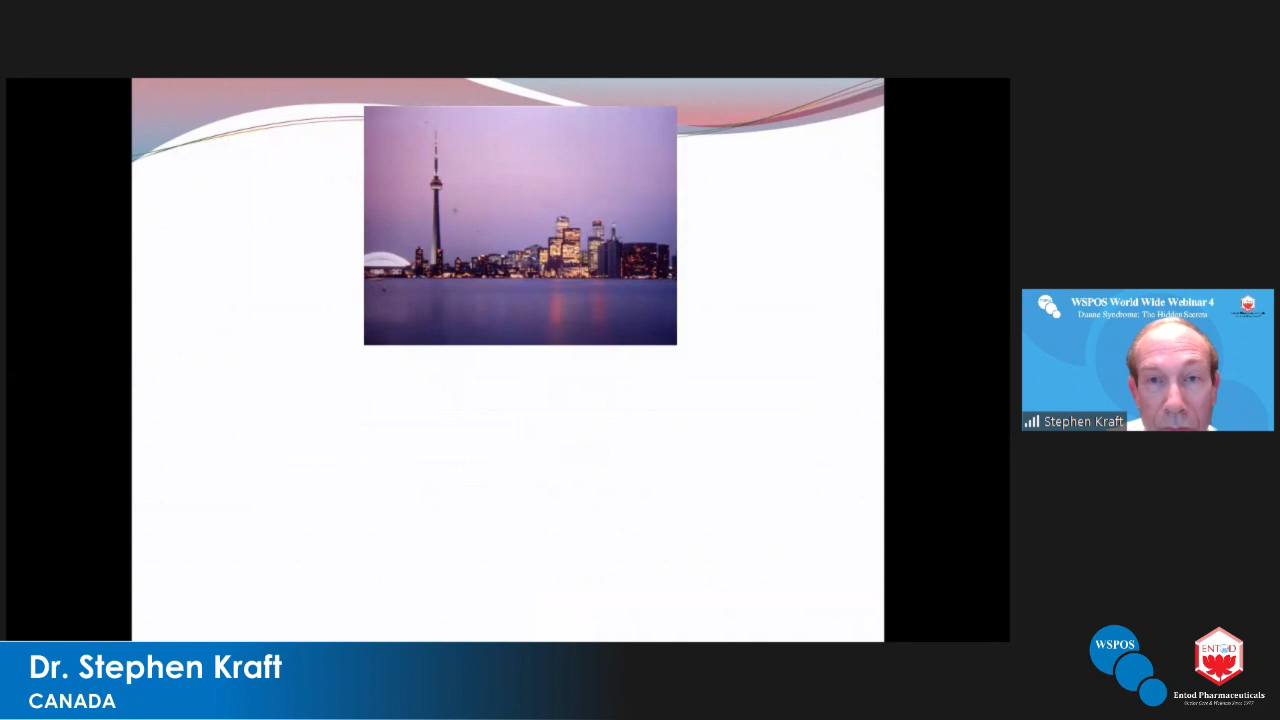 WSPOS World Wide Webinar 4
Duane Syndrome: The Hidden Secrets
Stephen Kraft
Dr. Stephen Kraft
CANADA
WSPOS
ENTOD
Entod Pharmaceuticals